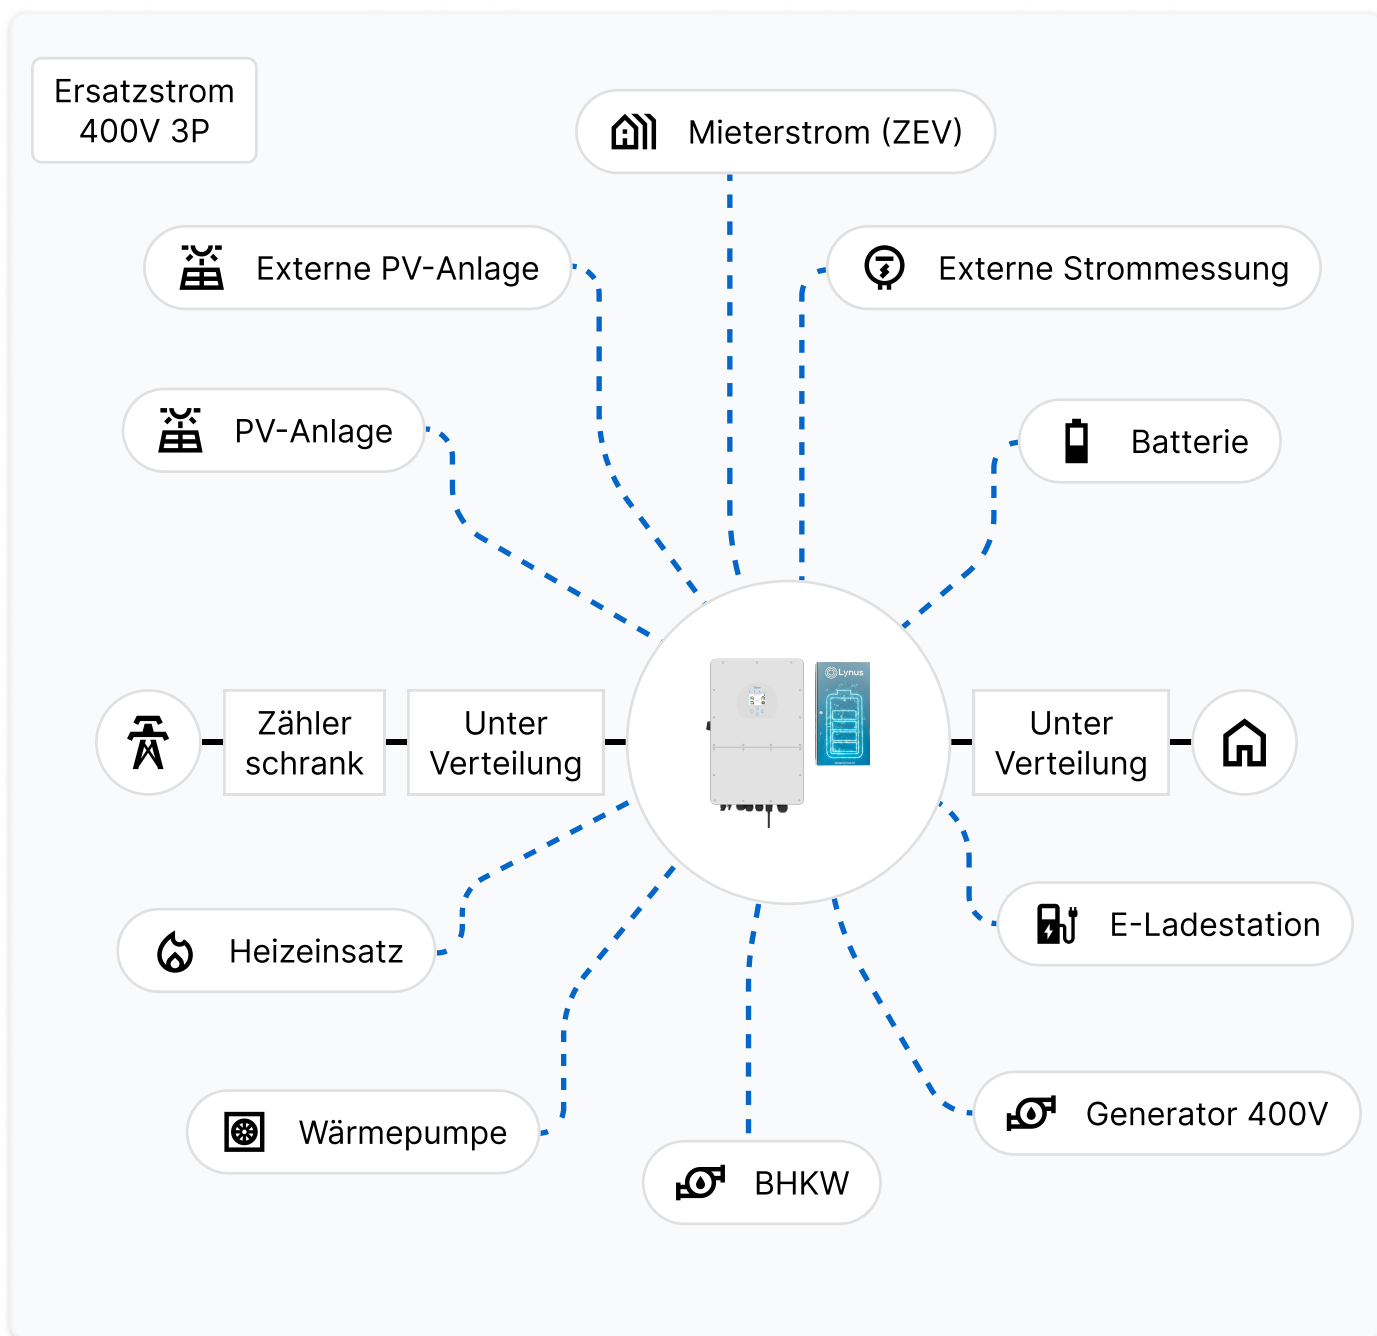 Ersatzstrom
400V 3P
Mieterstrom (ZEV)
Externe PV-Anlage
Externe Strommessung
PV-Anlage
Batterie
Lynus
Zähler
schrank
Unter
Verteilung
Unter
Verteilung
Heizeinsatz
E-Ladestation
Wärmepumpe
Generator 400V
BHKW